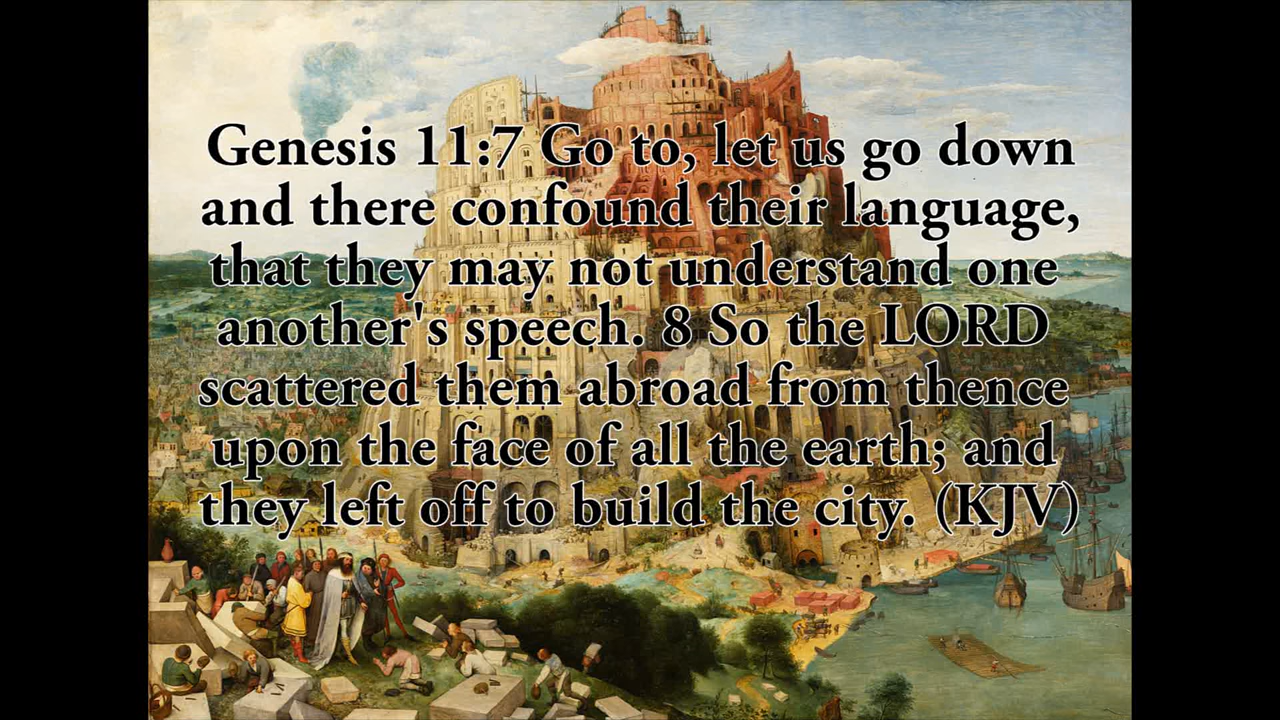 Genesis 11:7 Go to, let us go down
and there confound their language,
that they may not understand one
another's speech. 8 So the LORD
scattered them abroad from thence
upon the face of all the earth; and
they left off to build the city. (KJV)